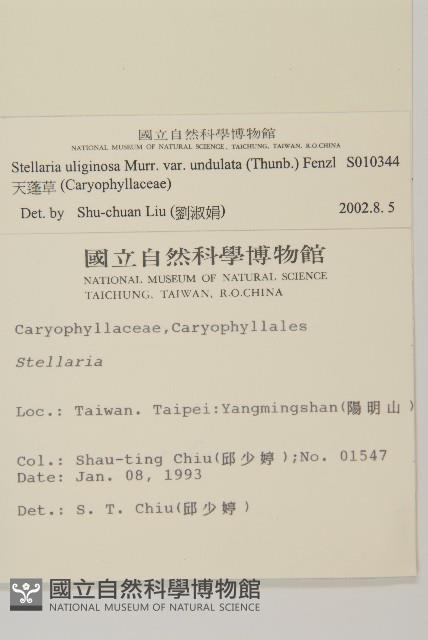 國立自然科學博物館
NATIONAL MUSEUM OF NATURAL SCIENCE, TAICHUNG, TAIWAN, R.O.CHINA
Stellaria uliginosa Murr. var. undulata (Thunb.) Fenzl S010344
天蓬草 (Caryophyllaceae)
Det. by Shu-chuan Liu (劉淑娟) 2002.8. 5
國立自然科學博物館
NATIONAL MUSEUM OF NATURAL SCIENCE
TAICHUNG, TAIWAN, R.O.CHINA
Caryophyllaceae,Caryophyllales
Stellaria
Loc.: Taiwan. Taipei:Yangmingshan(陽明山)
Col.: Shau-ting Chiu(邱少婷);No. 01547
Date: Jan. 08, 1993
Det.: S. T. Chiu(邱少婷)
國立自然科學博物館
NATIONAL MUSEUM OF NATURAL SCIENCE